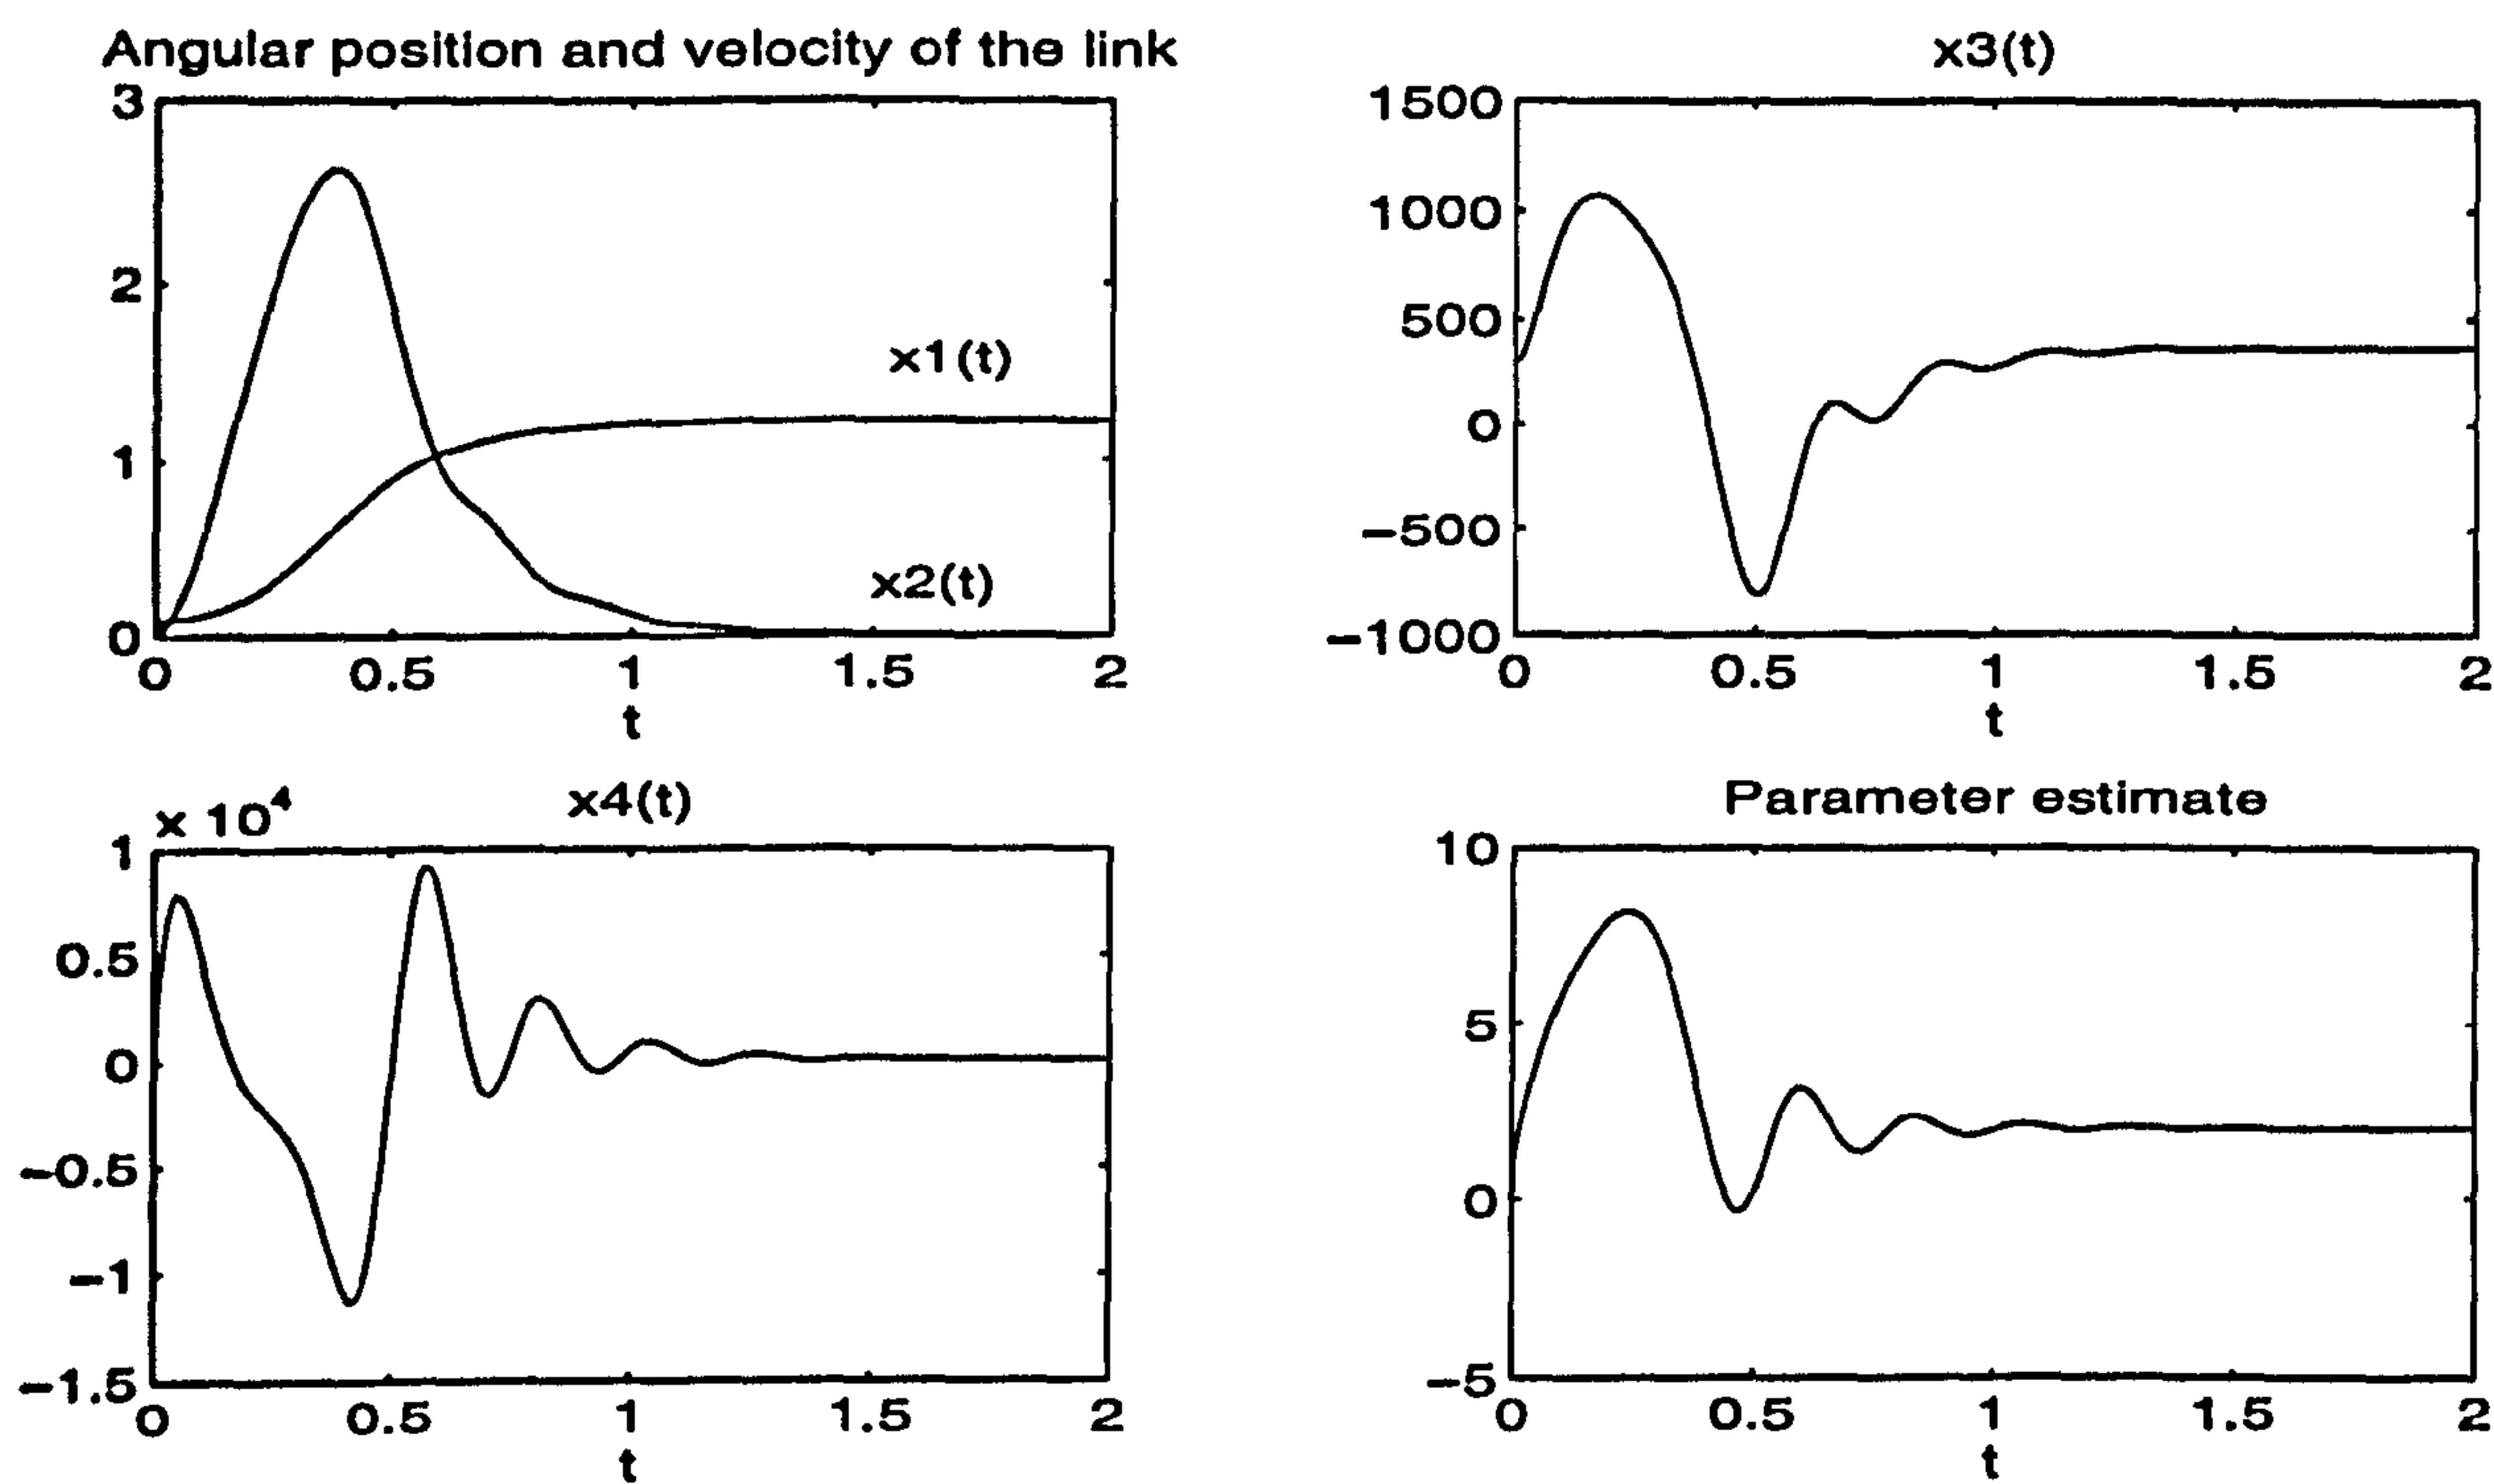 Angular position and velocity of the link
3
2
1
0
x1(t)
x2(t)
0 0.5 1 1.5 2
t
x3(t)
1500
1000
500
0
−500
−1000
0 0.5 1 1.5 2
t
x 10⁴
x4(t)
1
0.5
0
−0.5
−1
−1.5
0 0.5 1 1.5 2
t
Parameter estimate
10
5
0
−5
0 0.5 1 1.5 2
t